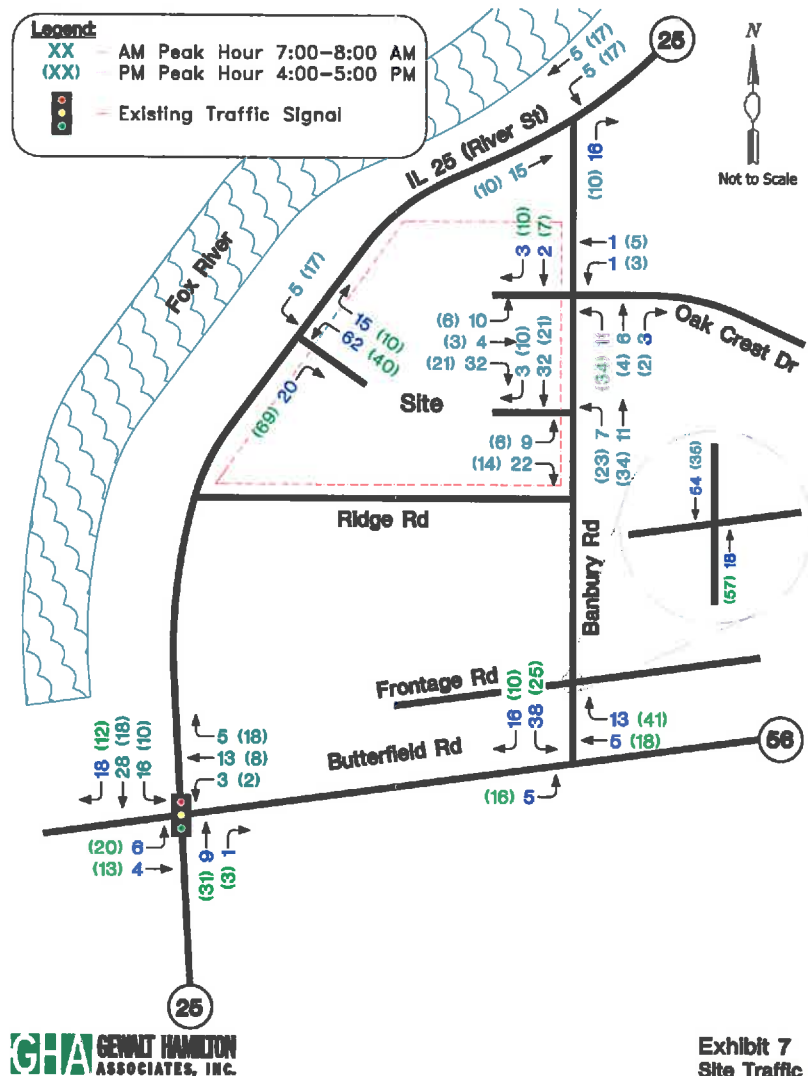 Legend:
XX - AM Peak Hour 7:00-8:00 AM
(XX) - PM Peak Hour 4:00-5:00 PM
- Existing Traffic Signal
5 (17)
5 (17)
25
N
Not to Scale
IL 25 (River St)
(10) 15
(10) 16
Fox River
3 (10)
2 (7)
1 (5)
1 (3)
5 (17)
15 (10)
62 (40)
(69) 20
(6) 10
(3) 4
(21) 32
3 (10)
32 (21)
(34) 11
(4) 6
(2) 3
Oak Crest Dr
Site
(6) 9
(14) 22
(23) 7
(34) 11
Ridge Rd
Banbury Rd
54 (35)
(57) 18
Frontage Rd
16 (10)
38 (25)
13 (41)
5 (18)
56
Butterfield Rd
(16) 5
18 (12)
28 (18)
16 (10)
5 (18)
13 (8)
3 (2)
(20) 6
(13) 4
(31) 9
(3) 1
25
GHA GEWALT HAMILTON
ASSOCIATES, INC.
Exhibit 7
Site Traffic